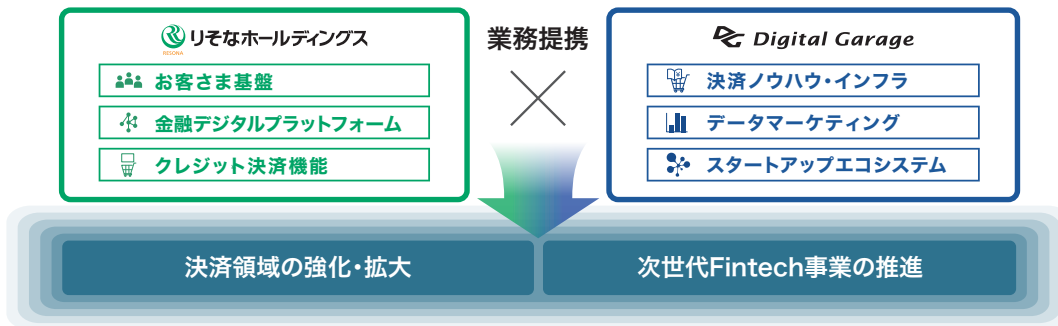 りそなホールディングス
RESONA
お客さま基盤
金融デジタルプラットフォーム
クレジット決済機能
業務提携
DG Digital Garage
決済ノウハウ・インフラ
データマーケティング
スタートアップエコシステム
決済領域の強化・拡大
次世代Fintech事業の推進